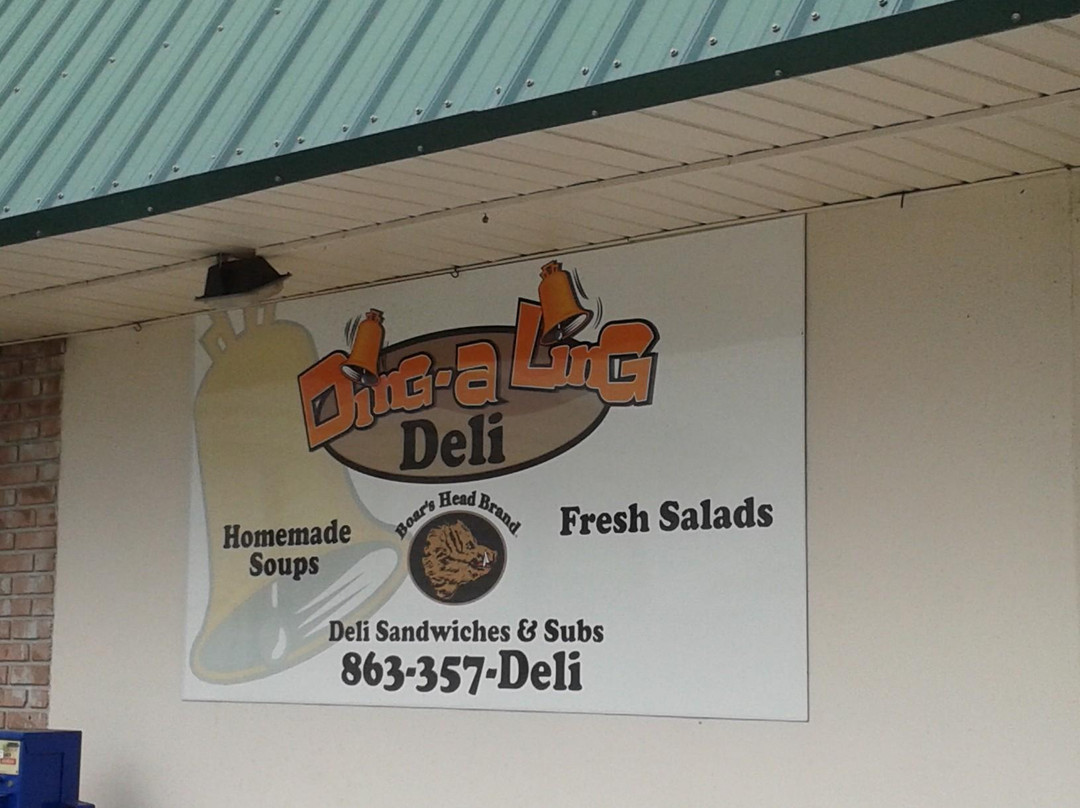 Ding-a Ling
Deli
Boar's Head Brand
Homemade
Soups
Fresh Salads
Deli Sandwiches & Subs
863-357-Deli